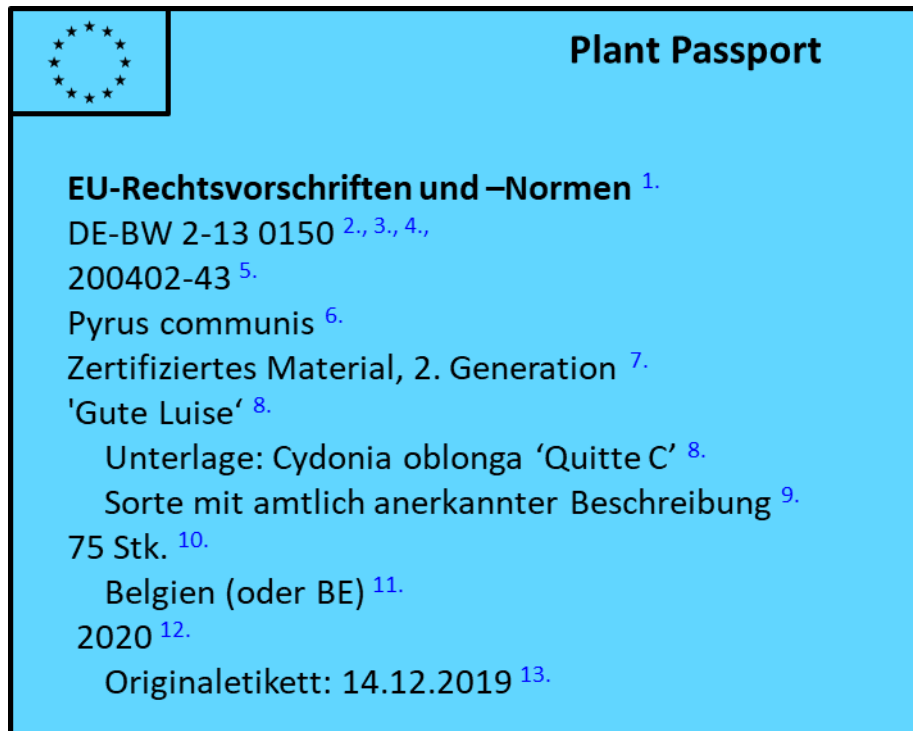 Plant Passport
EU-Rechtsvorschriften und –Normen 1.
DE-BW 2-13 0150 2., 3., 4.,
200402-43 5.
Pyrus communis 6.
Zertifiziertes Material, 2. Generation 7.
'Gute Luise‘ 8.
Unterlage: Cydonia oblonga ‘Quitte C’ 8.
Sorte mit amtlich anerkannter Beschreibung 9.
75 Stk. 10.
Belgien (oder BE) 11.
2020 12.
Originaletikett: 14.12.2019 13.